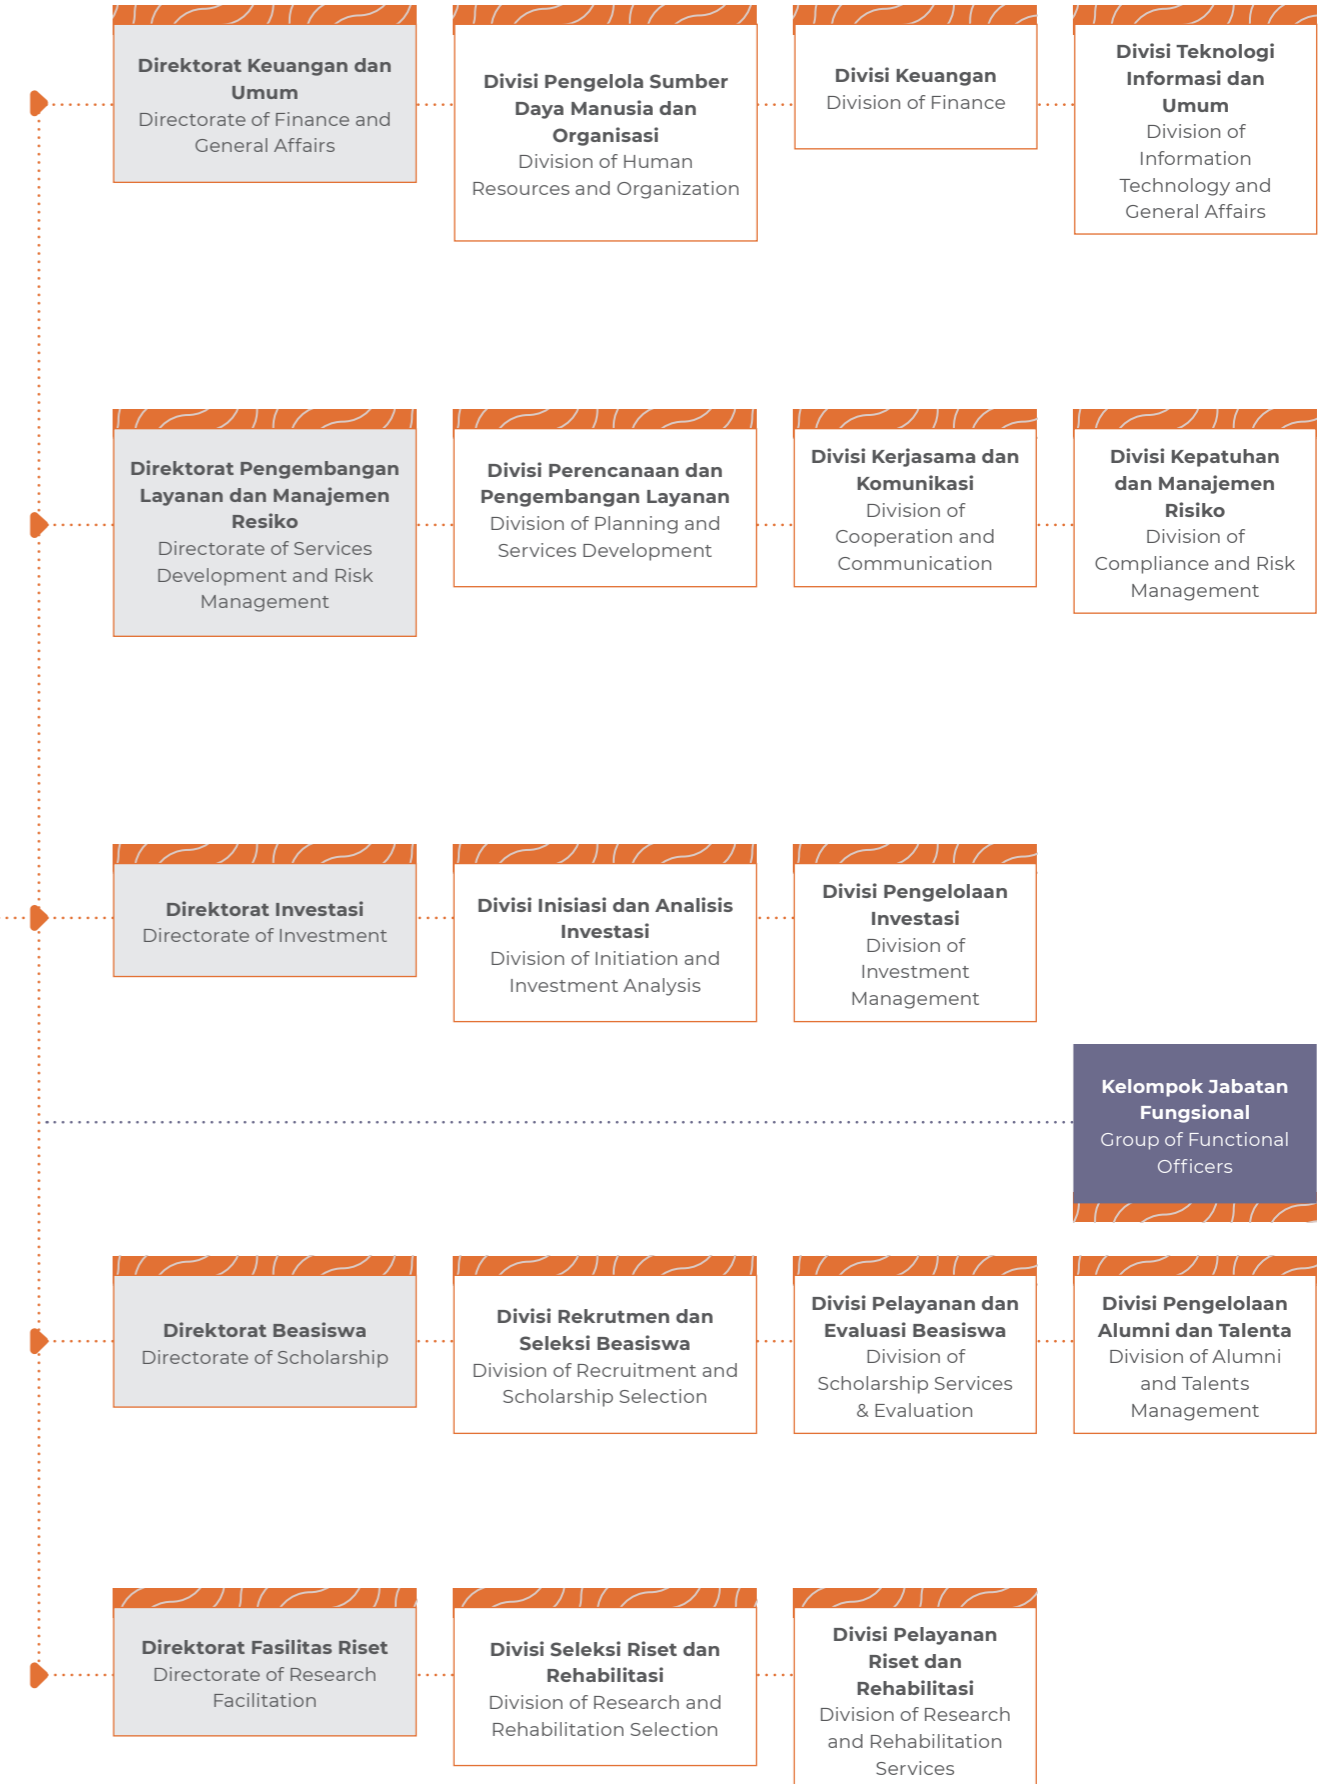 Direktorat Keuangan dan
Umum
Directorate of Finance and
General Affairs
Divisi Pengelola Sumber
Daya Manusia dan
Organisasi
Division of Human
Resources and Organization
Divisi Keuangan
Division of Finance
Divisi Teknologi
Informasi dan
Umum
Division of
Information
Technology and
General Affairs
Direktorat Pengembangan
Layanan dan Manajemen
Resiko
Directorate of Services
Development and Risk
Management
Divisi Perencanaan dan
Pengembangan Layanan
Division of Planning and
Services Development
Divisi Kerjasama dan
Komunikasi
Division of
Cooperation and
Communication
Divisi Kepatuhan
dan Manajemen
Risiko
Division of
Compliance and Risk
Management
Direktorat Investasi
Directorate of Investment
Divisi Inisiasi dan Analisis
Investasi
Division of Initiation and
Investment Analysis
Divisi Pengelolaan
Investasi
Division of
Investment
Management
Kelompok Jabatan
Fungsional
Group of Functional
Officers
Direktorat Beasiswa
Directorate of Scholarship
Divisi Rekrutmen dan
Seleksi Beasiswa
Division of Recruitment and
Scholarship Selection
Divisi Pelayanan dan
Evaluasi Beasiswa
Division of
Scholarship Services
& Evaluation
Divisi Pengelolaan
Alumni dan Talenta
Division of Alumni
and Talents
Management
Direktorat Fasilitas Riset
Directorate of Research
Facilitation
Divisi Seleksi Riset dan
Rehabilitasi
Division of Research and
Rehabilitation Selection
Divisi Pelayanan
Riset dan
Rehabilitasi
Division of Research
and Rehabilitation
Services